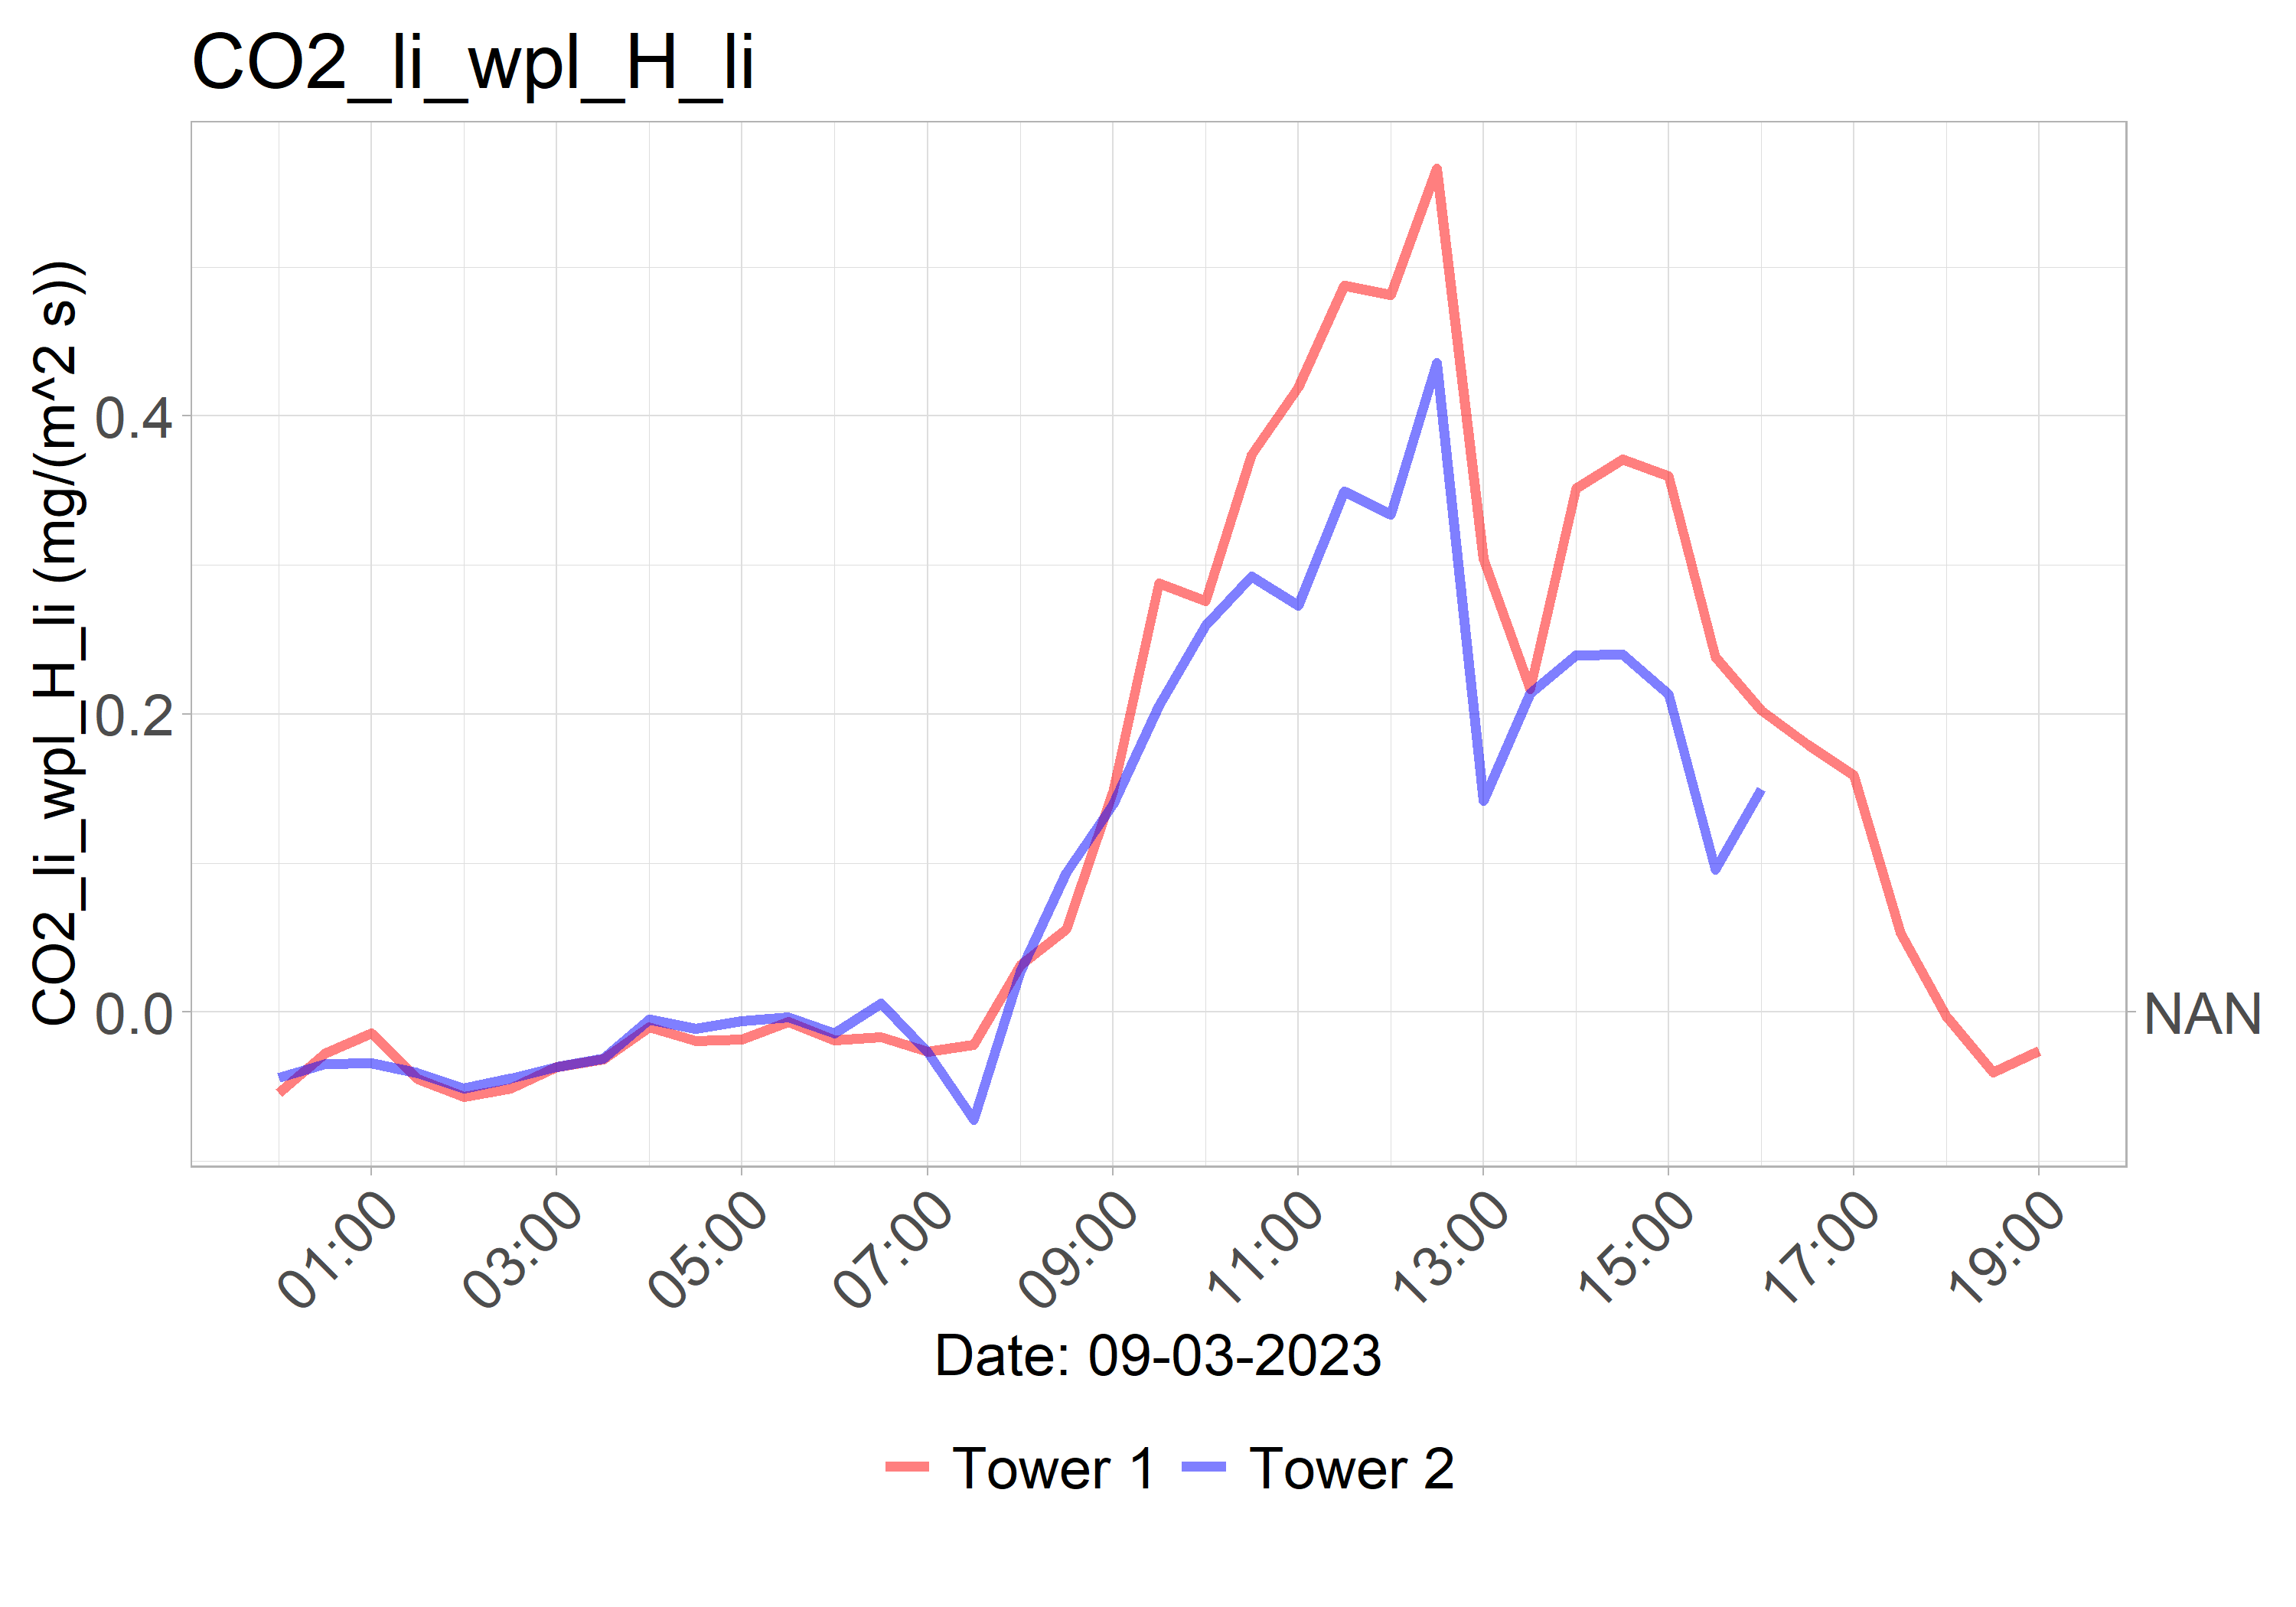 CO2_li_wpl_H_li
CO2_li_wpl_H_li (mg/(m^2 s))
0.4
0.2
0.0
NAN
01:00
03:00
05:00
07:00
09:00
11:00
13:00
15:00
17:00
19:00
Date: 09-03-2023
Tower 1
Tower 2